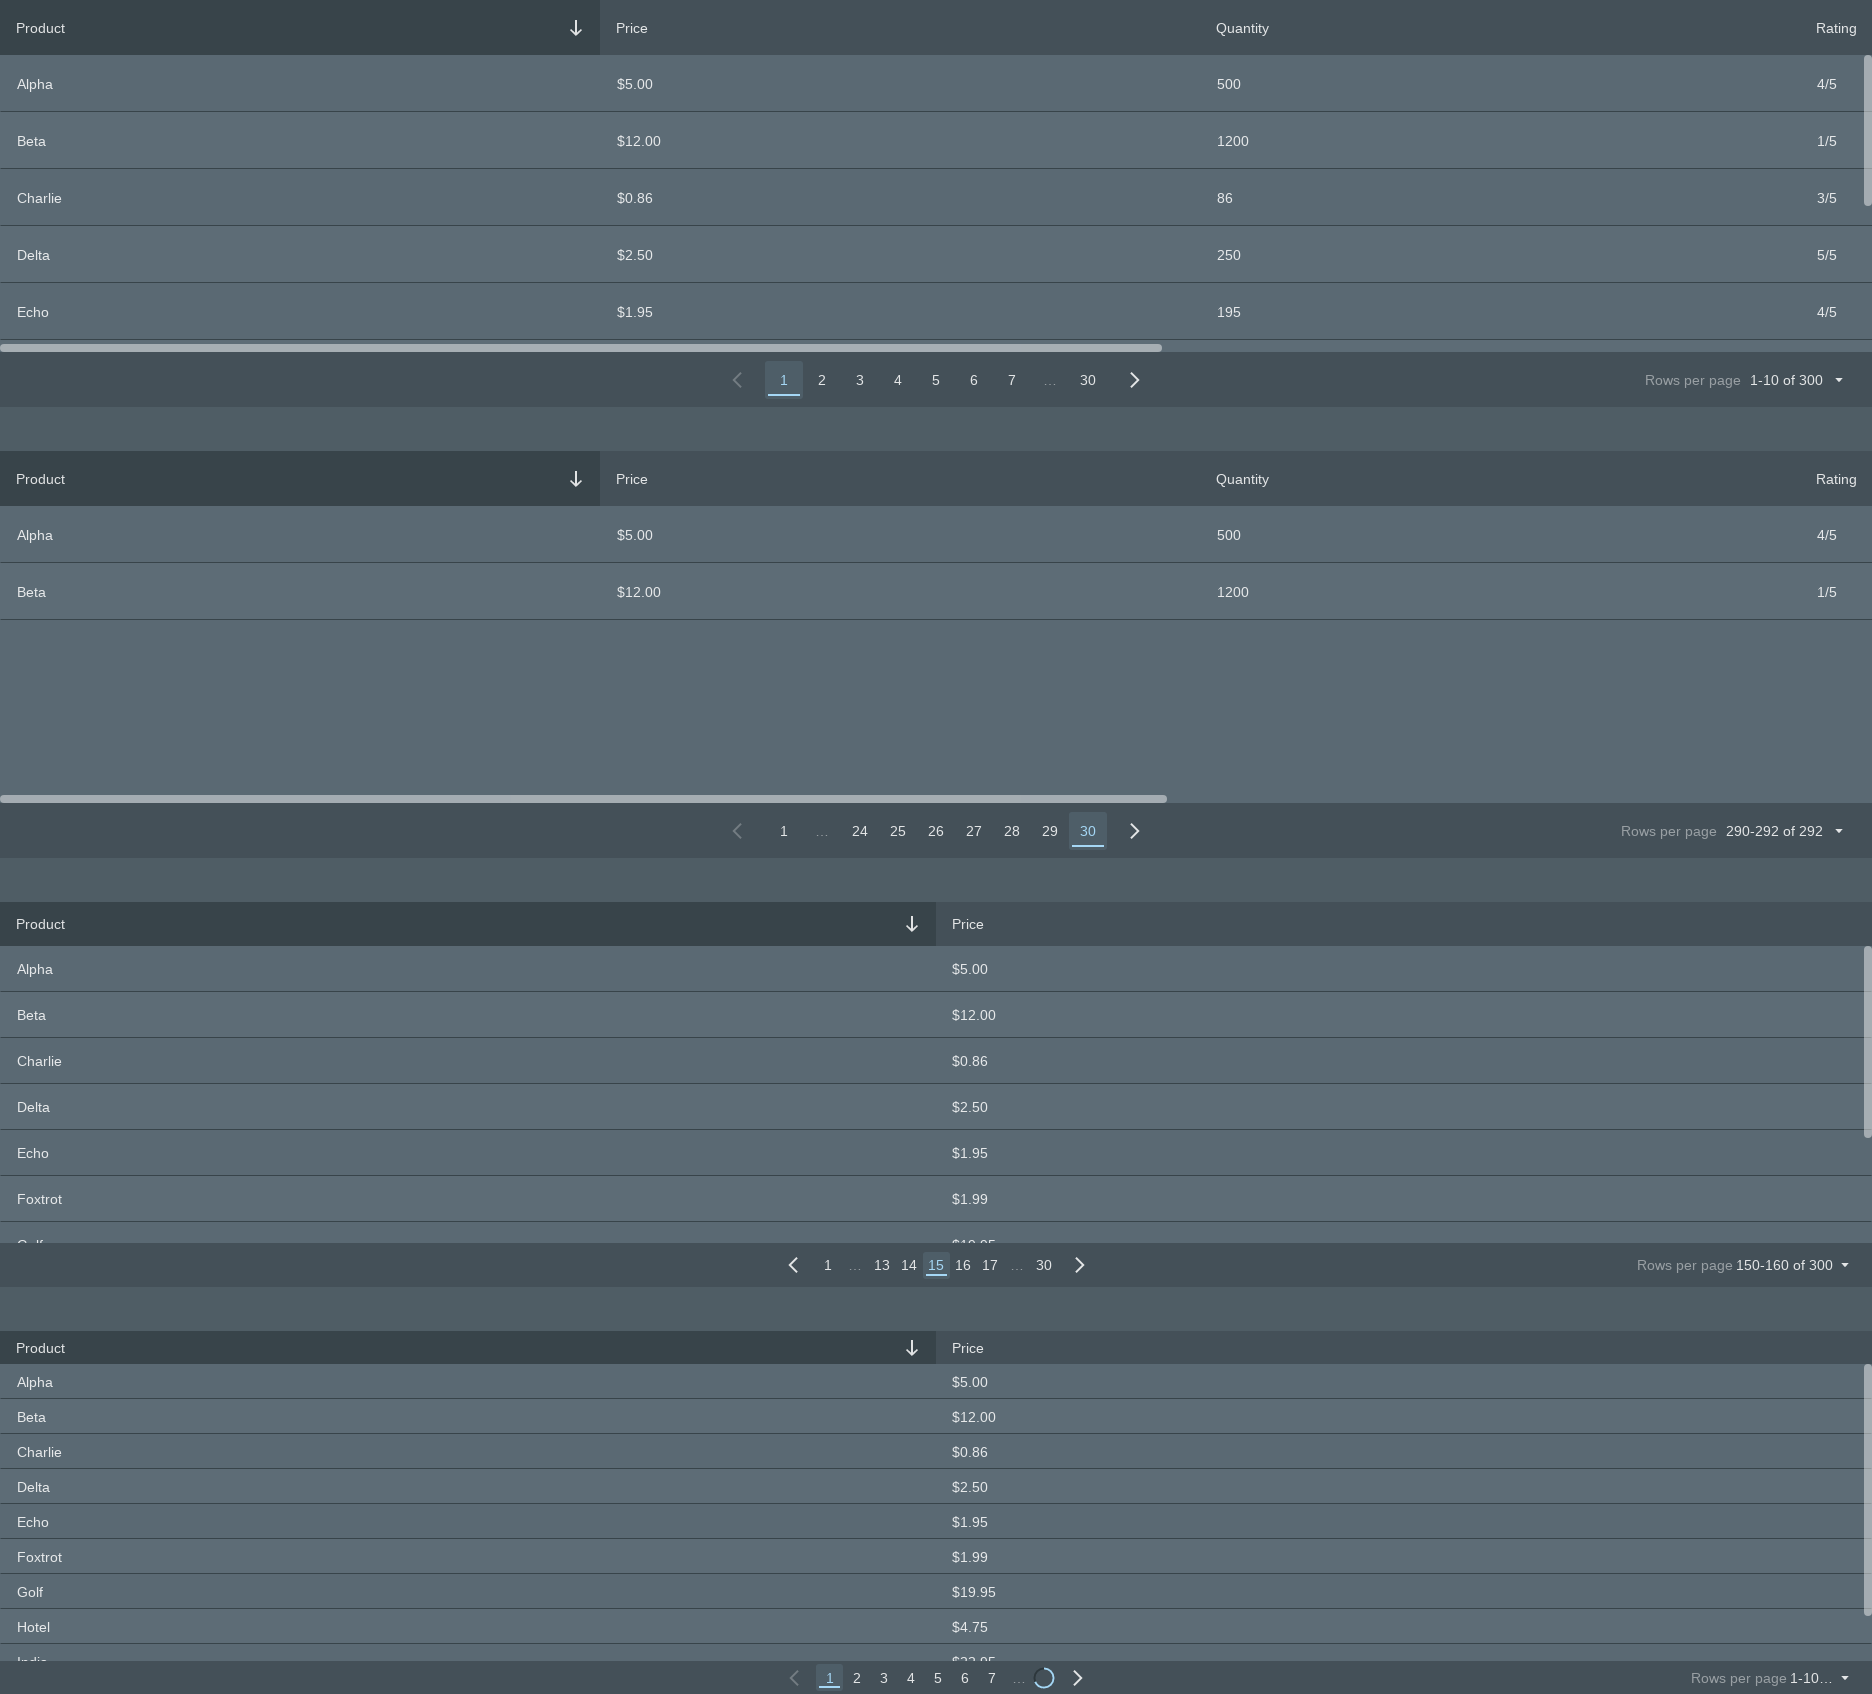 Product Price Quantity Rating
Alpha $5.00 500 4/5
Beta $12.00 1200 1/5
Charlie $0.86 86 3/5
Delta $2.50 250 5/5
Echo $1.95 195 4/5
1 2 3 4 5 6 7 ... 30 Rows per page 1-10 of 300
Product Price Quantity Rating
Alpha $5.00 500 4/5
Beta $12.00 1200 1/5
1 ... 24 25 26 27 28 29 30 Rows per page 290-292 of 292
Product Price
Alpha $5.00
Beta $12.00
Charlie $0.86
Delta $2.50
Echo $1.95
Foxtrot $1.99
1 ... 13 14 15 16 17 ... 30 Rows per page 150-160 of 300
Product Price
Alpha $5.00
Beta $12.00
Charlie $0.86
Delta $2.50
Echo $1.95
Foxtrot $1.99
Golf $19.95
Hotel $4.75
1 2 3 4 5 6 7 ... Rows per page 1-10...